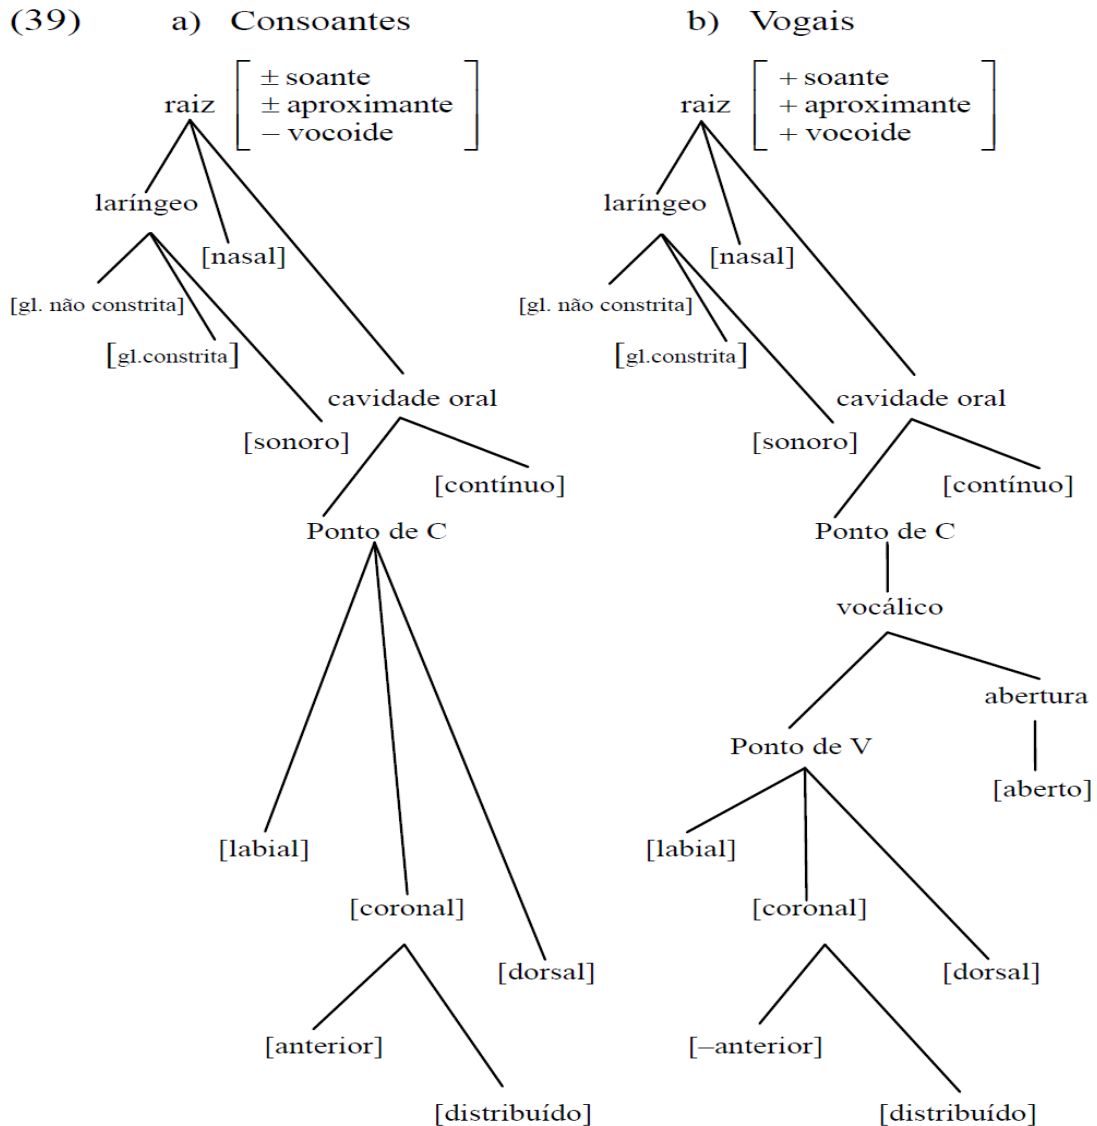 (39) a) Consoantes b) Vogais
± soante
+ soante
raiz ± aproximante
raiz + aproximante
– vocoide
+ vocoide
laríngeo
laríngeo
[nasal]
[nasal]
[gl. não constrita]
[gl. não constrita]
[gl.constrita]
[gl.constrita]
cavidade oral
cavidade oral
[sonoro]
[sonoro]
[contínuo]
[contínuo]
Ponto de C
Ponto de C
vocálico
abertura
Ponto de V
[aberto]
[labial]
[labial]
[coronal]
[coronal]
[dorsal]
[dorsal]
[anterior]
[–anterior]
[distribuído]
[distribuído]